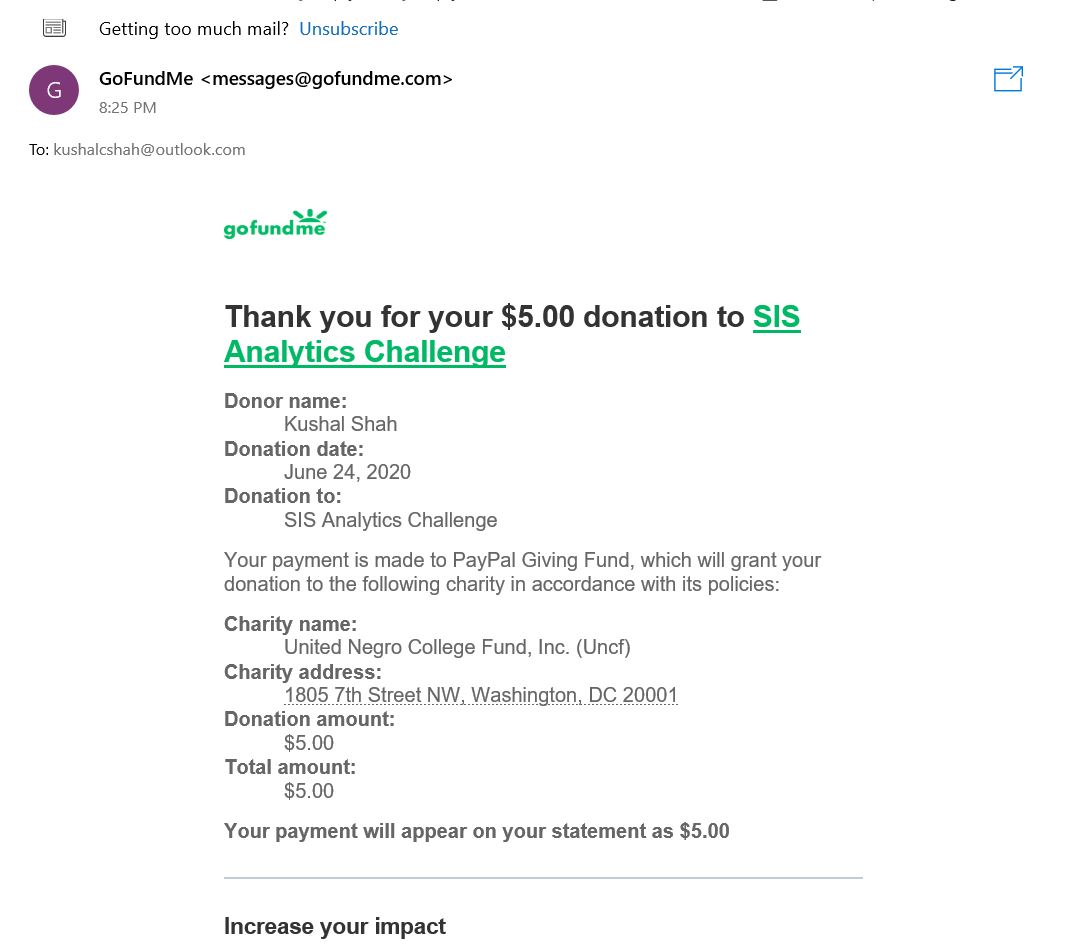 Getting too much mail? Unsubscribe
G
GoFundMe <messages@gofundme.com>
8:25 PM
To: kushalcshah@outlook.com
gofundme
Thank you for your $5.00 donation to SIS
Analytics Challenge
Donor name:
Kushal Shah
Donation date:
June 24, 2020
Donation to:
SIS Analytics Challenge
Your payment is made to PayPal Giving Fund, which will grant your
donation to the following charity in accordance with its policies:
Charity name:
United Negro College Fund, Inc. (Uncf)
Charity address:
1805 7th Street NW, Washington, DC 20001
Donation amount:
$5.00
Total amount:
$5.00
Your payment will appear on your statement as $5.00
Increase your impact